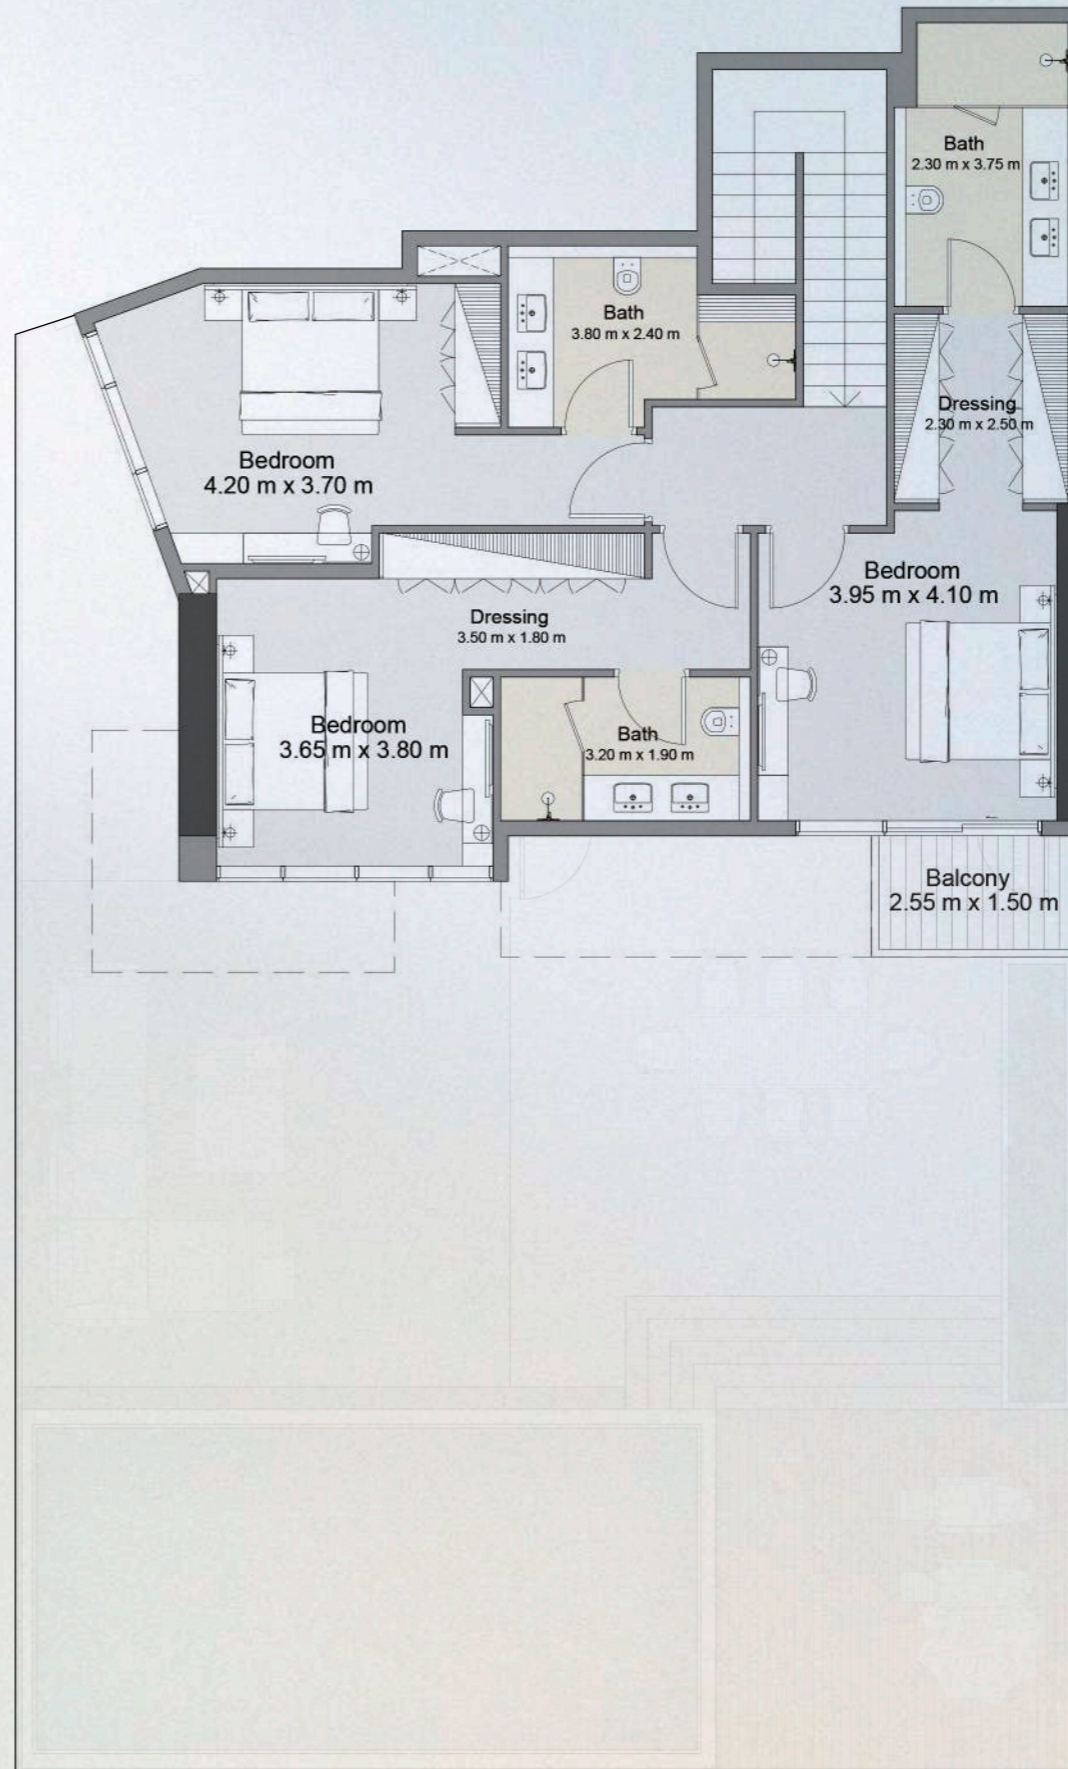 Bath
2.30 m x 3.75 m
Bath
3.80 m x 2.40 m
Dressing
2.30 m x 2.50 m
Bedroom
4.20 m x 3.70 m
Bedroom
3.95 m x 4.10 m
Dressing
3.50 m x 1.80 m
Bedroom
3.65 m x 3.80 m
Bath
3.20 m x 1.90 m
Balcony
2.55 m x 1.50 m